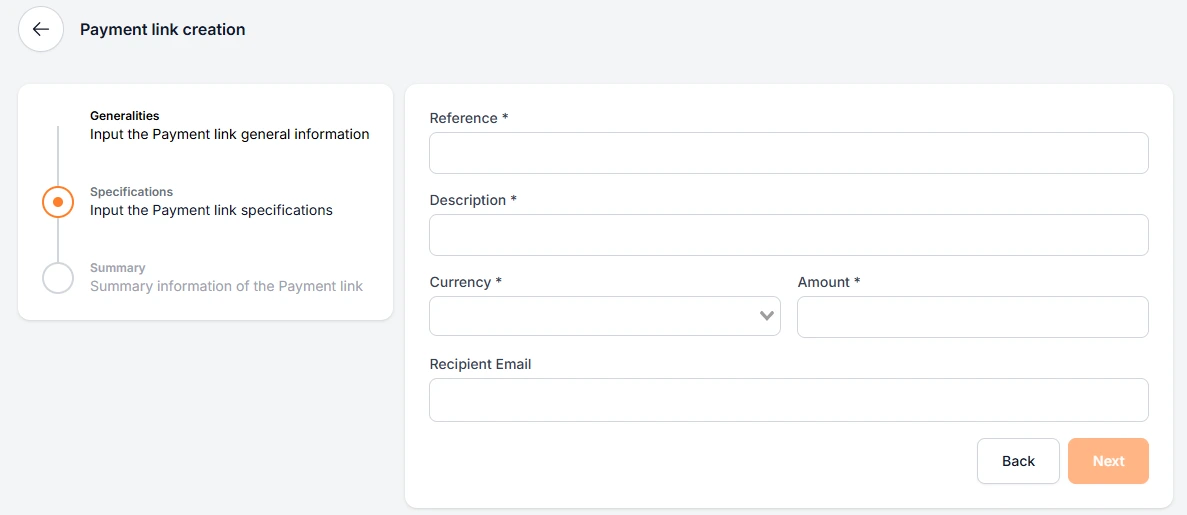 Payment link creation
Generalities
Input the Payment link general information
Specifications
Input the Payment link specifications
Summary
Summary information of the Payment link
Reference *
Description *
Currency *
Amount *
Recipient Email
Back
Next